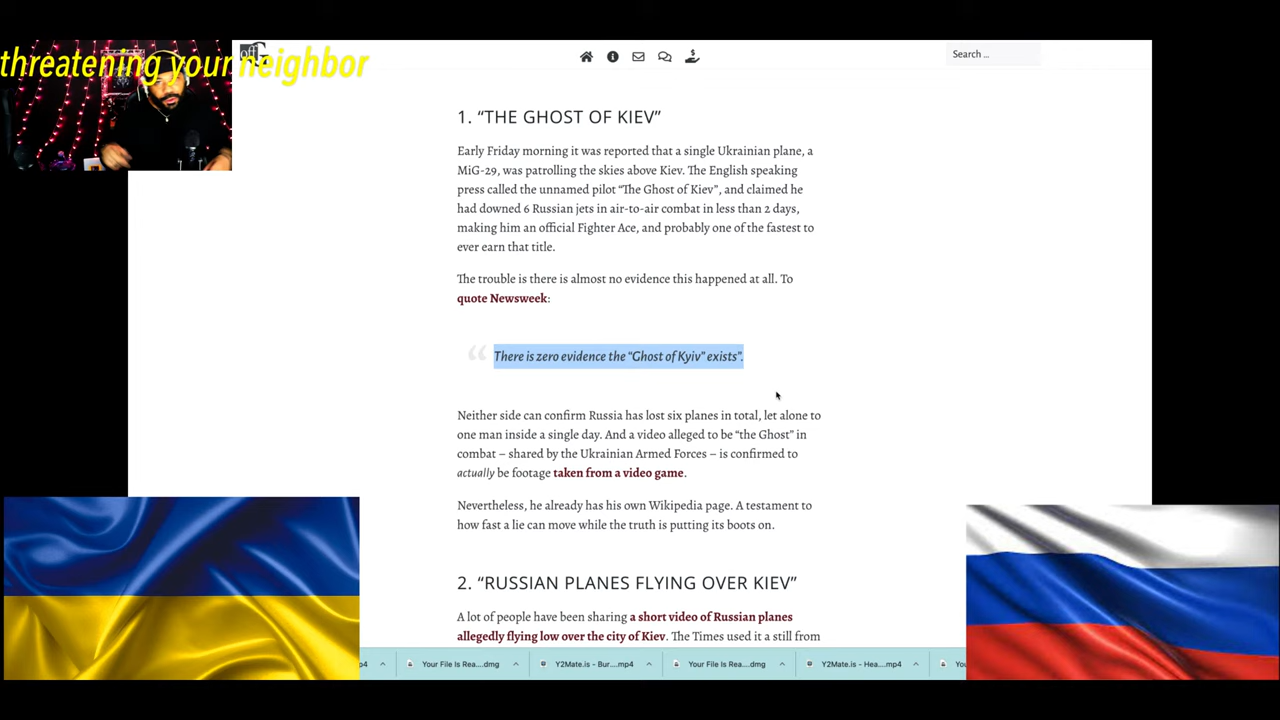 threatening your neighbor
off
Search ...
1. “THE GHOST OF KIEV”
Early Friday morning it was reported that a single Ukrainian plane, a
MiG-29, was patrolling the skies above Kiev. The English speaking
press called the unnamed pilot “The Ghost of Kiev”, and claimed he
had downed 6 Russian jets in air-to-air combat in less than 2 days,
making him an official Fighter Ace, and probably one of the fastest to
ever earn that title.
The trouble is there is almost no evidence this happened at all. To
quote Newsweek:
“ There is zero evidence the “Ghost of Kyiv” exists”.
Neither side can confirm Russia has lost six planes in total, let alone to
one man inside a single day. And a video alleged to be “the Ghost” in
combat – shared by the Ukrainian Armed Forces – is confirmed to
actually be footage taken from a video game.
Nevertheless, he already has his own Wikipedia page. A testament to
how fast a lie can move while the truth is putting its boots on.
2. “RUSSIAN PLANES FLYING OVER KIEV”
A lot of people have been sharing a short video of Russian planes
allegedly flying low over the city of Kiev. The Times used it a still from
p4
Your File Is Rea....dmg
Y2Mate.is - Bur....mp4
Your File Is Rea....dmg
Y2Mate.is - Hea....mp4
You